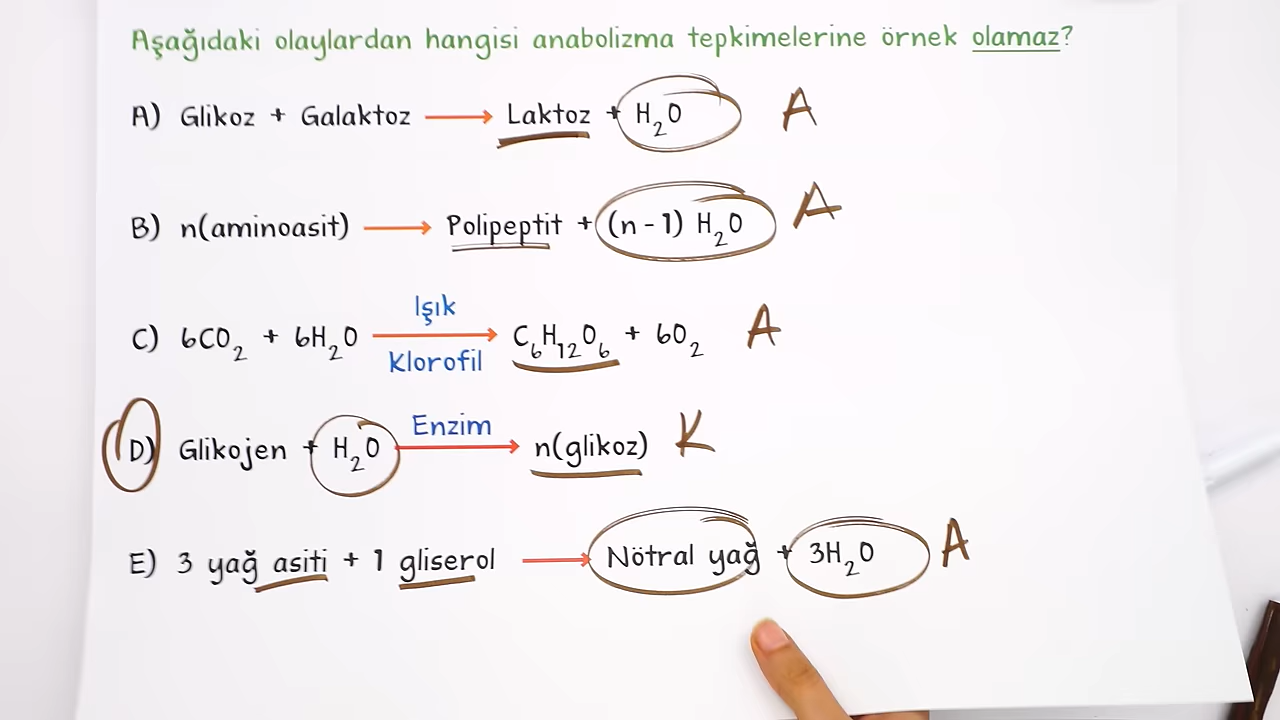 Aşağıdaki olaylardan hangisi anabolizma tepkimelerine örnek olamaz?
A) Glikoz + Galaktoz → Laktoz + H₂O A
B) n(aminoasit) → Polipeptit + (n-1) H₂O A
Işık
C) 6CO₂ + 6H₂O → C₆H₁₂O₆ + 6O₂ A
Klorofil
Enzim
D) Glikojen + H₂O → n(glikoz) K
E) 3 yağ asiti + 1 gliserol → Nötral yağ + 3H₂O A